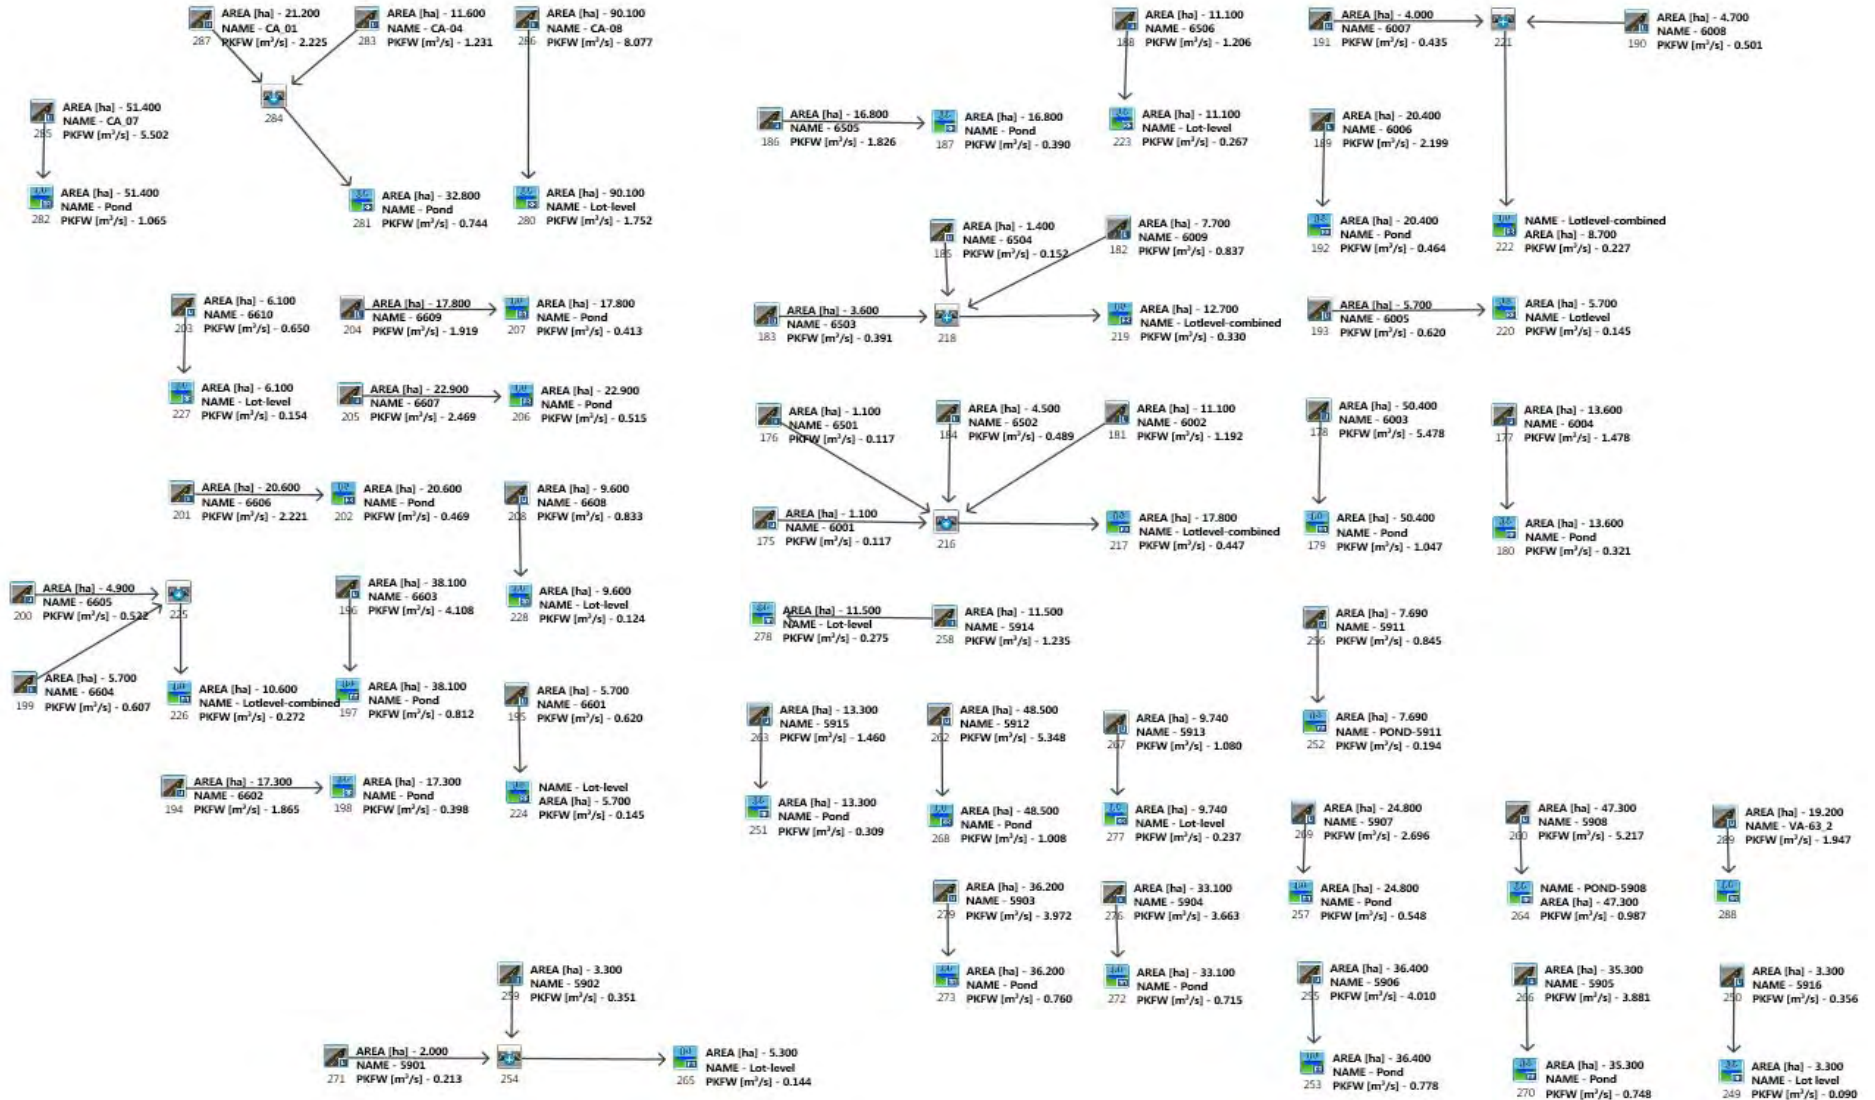 AREA [ha] - 21.200
NAME - CA_01
PKFW [m³/s] - 2.225
287
AREA [ha] - 11.600
NAME - CA-04
PKFW [m³/s] - 1.231
283
AREA [ha] - 90.100
NAME - CA-08
PKFW [m³/s] - 8.077
286
284
AREA [ha] - 51.400
NAME - CA_07
PKFW [m³/s] - 5.502
285
AREA [ha] - 51.400
NAME - Pond
PKFW [m³/s] - 1.065
282
AREA [ha] - 32.800
NAME - Pond
PKFW [m³/s] - 0.744
281
AREA [ha] - 90.100
NAME - Lot-level
PKFW [m³/s] - 1.752
280
AREA [ha] - 6.100
NAME - 6610
PKFW [m³/s] - 0.650
203
AREA [ha] - 17.800
NAME - 6609
PKFW [m³/s] - 1.919
204
AREA [ha] - 17.800
NAME - Pond
PKFW [m³/s] - 0.413
207
AREA [ha] - 6.100
NAME - Lot-level
PKFW [m³/s] - 0.154
227
AREA [ha] - 22.900
NAME - 6607
PKFW [m³/s] - 2.469
205
AREA [ha] - 22.900
NAME - Pond
PKFW [m³/s] - 0.515
206
AREA [ha] - 20.600
NAME - 6606
PKFW [m³/s] - 2.221
201
AREA [ha] - 20.600
NAME - Pond
PKFW [m³/s] - 0.469
202
AREA [ha] - 9.600
NAME - 6608
PKFW [m³/s] - 0.833
208
AREA [ha] - 4.900
NAME - 6605
PKFW [m³/s] - 0.522
200
225
AREA [ha] - 38.100
NAME - 6603
PKFW [m³/s] - 4.108
196
AREA [ha] - 9.600
NAME - Lot-level
PKFW [m³/s] - 0.124
228
AREA [ha] - 5.700
NAME - 6604
PKFW [m³/s] - 0.607
199
AREA [ha] - 10.600
NAME - Lotlevel-combined
PKFW [m³/s] - 0.272
226
AREA [ha] - 38.100
NAME - Pond
PKFW [m³/s] - 0.812
197
AREA [ha] - 5.700
NAME - 6601
PKFW [m³/s] - 0.620
195
AREA [ha] - 17.300
NAME - 6602
PKFW [m³/s] - 1.865
194
AREA [ha] - 17.300
NAME - Pond
PKFW [m³/s] - 0.398
198
NAME - Lot-level
AREA [ha] - 5.700
PKFW [m³/s] - 0.145
224
AREA [ha] - 3.300
NAME - 5902
PKFW [m³/s] - 0.351
259
AREA [ha] - 2.000
NAME - 5901
PKFW [m³/s] - 0.213
271
254
AREA [ha] - 5.300
NAME - Lot-level
PKFW [m³/s] - 0.144
265
AREA [ha] - 11.100
NAME - 6506
PKFW [m³/s] - 1.206
188
AREA [ha] - 4.000
NAME - 6007
PKFW [m³/s] - 0.435
191
221
AREA [ha] - 4.700
NAME - 6008
PKFW [m³/s] - 0.501
190
AREA [ha] - 16.800
NAME - 6505
PKFW [m³/s] - 1.826
186
AREA [ha] - 16.800
NAME - Pond
PKFW [m³/s] - 0.390
187
AREA [ha] - 11.100
NAME - Lot-level
PKFW [m³/s] - 0.267
223
AREA [ha] - 20.400
NAME - 6006
PKFW [m³/s] - 2.199
189
AREA [ha] - 1.400
NAME - 6504
PKFW [m³/s] - 0.152
185
AREA [ha] - 7.700
NAME - 6009
PKFW [m³/s] - 0.837
182
AREA [ha] - 20.400
NAME - Pond
PKFW [m³/s] - 0.464
192
NAME - Lotlevel-combined
AREA [ha] - 8.700
PKFW [m³/s] - 0.227
222
AREA [ha] - 3.600
NAME - 6503
PKFW [m³/s] - 0.391
183
218
AREA [ha] - 12.700
NAME - Lotlevel-combined
PKFW [m³/s] - 0.330
219
AREA [ha] - 5.700
NAME - 6005
PKFW [m³/s] - 0.620
193
AREA [ha] - 5.700
NAME - Lotlevel
PKFW [m³/s] - 0.145
220
AREA [ha] - 1.100
NAME - 6501
PKFW [m³/s] - 0.117
176
AREA [ha] - 4.500
NAME - 6502
PKFW [m³/s] - 0.489
184
AREA [ha] - 11.100
NAME - 6002
PKFW [m³/s] - 1.192
181
AREA [ha] - 50.400
NAME - 6003
PKFW [m³/s] - 5.478
178
AREA [ha] - 13.600
NAME - 6004
PKFW [m³/s] - 1.478
177
AREA [ha] - 1.100
NAME - 6001
PKFW [m³/s] - 0.117
175
216
AREA [ha] - 17.800
NAME - Lotlevel-combined
PKFW [m³/s] - 0.447
217
AREA [ha] - 50.400
NAME - Pond
PKFW [m³/s] - 1.047
179
AREA [ha] - 13.600
NAME - Pond
PKFW [m³/s] - 0.321
180
AREA [ha] - 11.500
NAME - Lot-level
PKFW [m³/s] - 0.275
278
AREA [ha] - 11.500
NAME - 5914
PKFW [m³/s] - 1.235
258
AREA [ha] - 7.690
NAME - 5911
PKFW [m³/s] - 0.845
256
AREA [ha] - 13.300
NAME - 5915
PKFW [m³/s] - 1.460
263
AREA [ha] - 48.500
NAME - 5912
PKFW [m³/s] - 5.348
262
AREA [ha] - 9.740
NAME - 5913
PKFW [m³/s] - 1.080
267
AREA [ha] - 7.690
NAME - POND-5911
PKFW [m³/s] - 0.194
252
AREA [ha] - 13.300
NAME - Pond
PKFW [m³/s] - 0.309
251
AREA [ha] - 48.500
NAME - Pond
PKFW [m³/s] - 1.008
268
AREA [ha] - 9.740
NAME - Lot-level
PKFW [m³/s] - 0.237
277
AREA [ha] - 24.800
NAME - 5907
PKFW [m³/s] - 2.696
269
AREA [ha] - 47.300
NAME - 5908
PKFW [m³/s] - 5.217
260
AREA [ha] - 19.200
NAME - VA-63_2
PKFW [m³/s] - 1.947
289
AREA [ha] - 36.200
NAME - 5903
PKFW [m³/s] - 3.972
279
AREA [ha] - 33.100
NAME - 5904
PKFW [m³/s] - 3.663
276
AREA [ha] - 24.800
NAME - Pond
PKFW [m³/s] - 0.548
257
NAME - POND-5908
AREA [ha] - 47.300
PKFW [m³/s] - 0.987
264
288
AREA [ha] - 36.200
NAME - Pond
PKFW [m³/s] - 0.760
273
AREA [ha] - 33.100
NAME - Pond
PKFW [m³/s] - 0.715
272
AREA [ha] - 36.400
NAME - 5906
PKFW [m³/s] - 4.010
255
AREA [ha] - 35.300
NAME - 5905
PKFW [m³/s] - 3.881
266
AREA [ha] - 3.300
NAME - 5916
PKFW [m³/s] - 0.356
250
AREA [ha] - 36.400
NAME - Pond
PKFW [m³/s] - 0.778
253
AREA [ha] - 35.300
NAME - Pond
PKFW [m³/s] - 0.748
270
AREA [ha] - 3.300
NAME - Lot level
PKFW [m³/s] - 0.090
249